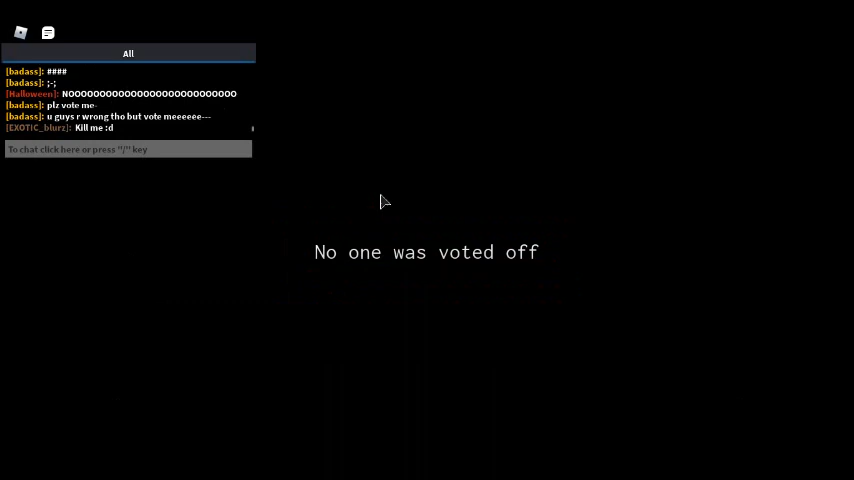 All
[badass]: ####
[badass]: ;-;
[Halloween]: NOOOOOOOOOOOOOOOOOOOOOOOOOOO
[badass]: plz vote me-
[badass]: u guys r wrong tho but vote meeeeee---
[EXOTIC_blurz]: Kill me :d
To chat click here or press "/" key
No one was voted off